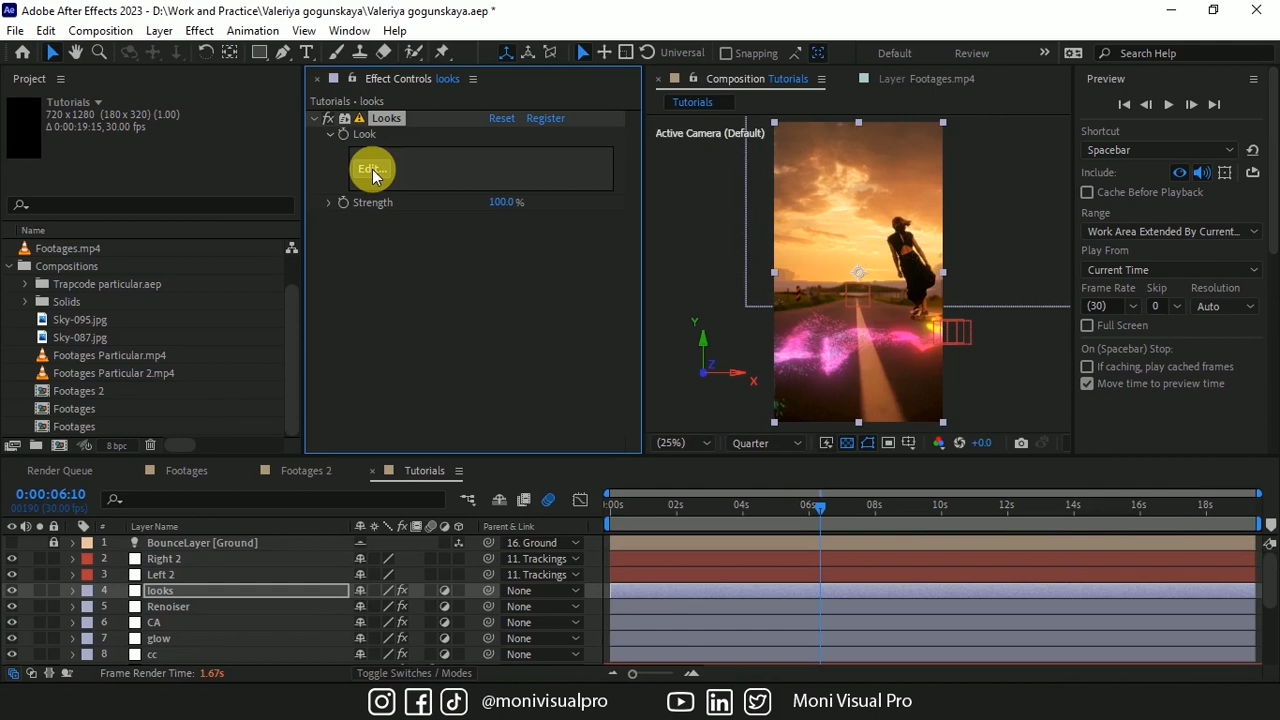 Ae Adobe After Effects 2023 - D:\Work and Practice\Valeriya gogunskaya\Valeriya gogunskaya.aep *
File Edit Composition Layer Effect Animation View Window Help
Universal Snapping Default Review Search Help
Project
Tutorials
720 x 1280 (180 x 320) (1.00)
Δ 0:00:19:15, 30.00 fps
Name
Footages.mp4
Compositions
Trapcode particular.aep
Solids
Sky-095.jpg
Sky-087.jpg
Footages Particular.mp4
Footages Particular 2.mp4
Footages 2
Footages
Footages
8 bpc
Effect Controls looks
Tutorials • looks
fx Looks Reset Register
Look
Edit...
Strength 100.0 %
Composition Tutorials
Layer Footages.mp4
Tutorials
Active Camera (Default)
Y
Z
X
(25%) Quarter +0.0
Preview
Shortcut
Spacebar
Include:
Cache Before Playback
Range
Work Area Extended By Current...
Play From
Current Time
Frame Rate Skip Resolution
(30) 0 Auto
Full Screen
On (Spacebar) Stop:
If caching, play cached frames
Move time to preview time
Render Queue Footages Footages 2 Tutorials
0:00:06:10
00190 (30.00 fps)
:00s 02s 04s 06s 08s 10s 12s 14s 16s 18s
# Layer Name fx Parent & Link
1 BounceLayer [Ground] 16. Ground
2 Right 2 11. Trackings
3 Left 2 11. Trackings
4 looks fx None
5 Renoiser fx None
6 CA fx None
7 glow fx None
8 cc fx None
Frame Render Time: 1.67s Toggle Switches / Modes
@monivisualpro Moni Visual Pro